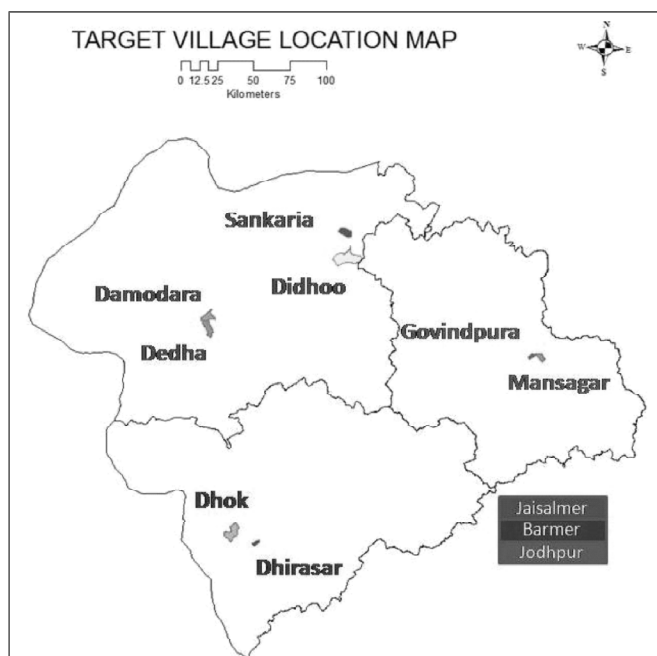 TARGET VILLAGE LOCATION MAP
N
W E
S
0 12.5 25 50 75 100
Kilometers
Sankaria
Didhoo
Damodara
Dedha
Govindpura
Mansagar
Dhok
Dhirasar
Jaisalmer
Barmer
Jodhpur